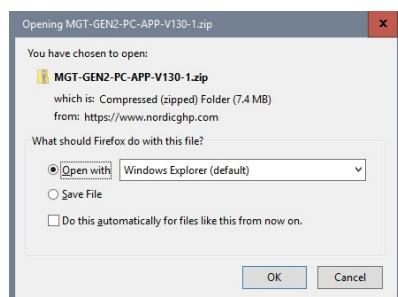 Opening MGT-GEN2-PC-APP-V130-1.zip
x
You have chosen to open:
MGT-GEN2-PC-APP-V130-1.zip
which is: Compressed (zipped) Folder (7.4 MB)
from: https://www.nordicghp.com
What should Firefox do with this file?
Open with Windows Explorer (default)
Save File
Do this automatically for files like this from now on.
OK Cancel